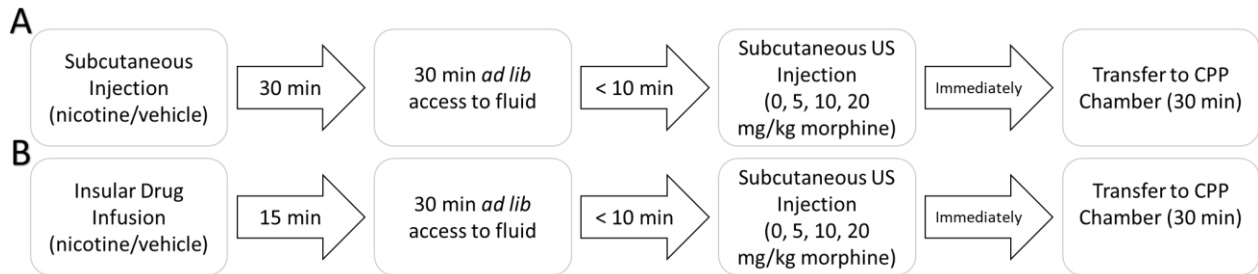 A
Subcutaneous
Injection
(nicotine/vehicle)
30 min
30 min ad lib
access to fluid
< 10 min
Subcutaneous US
Injection
(0, 5, 10, 20
mg/kg morphine)
Immediately
Transfer to CPP
Chamber (30 min)
B
Insular Drug
Infusion
(nicotine/vehicle)
15 min
30 min ad lib
access to fluid
< 10 min
Subcutaneous US
Injection
(0, 5, 10, 20
mg/kg morphine)
Immediately
Transfer to CPP
Chamber (30 min)